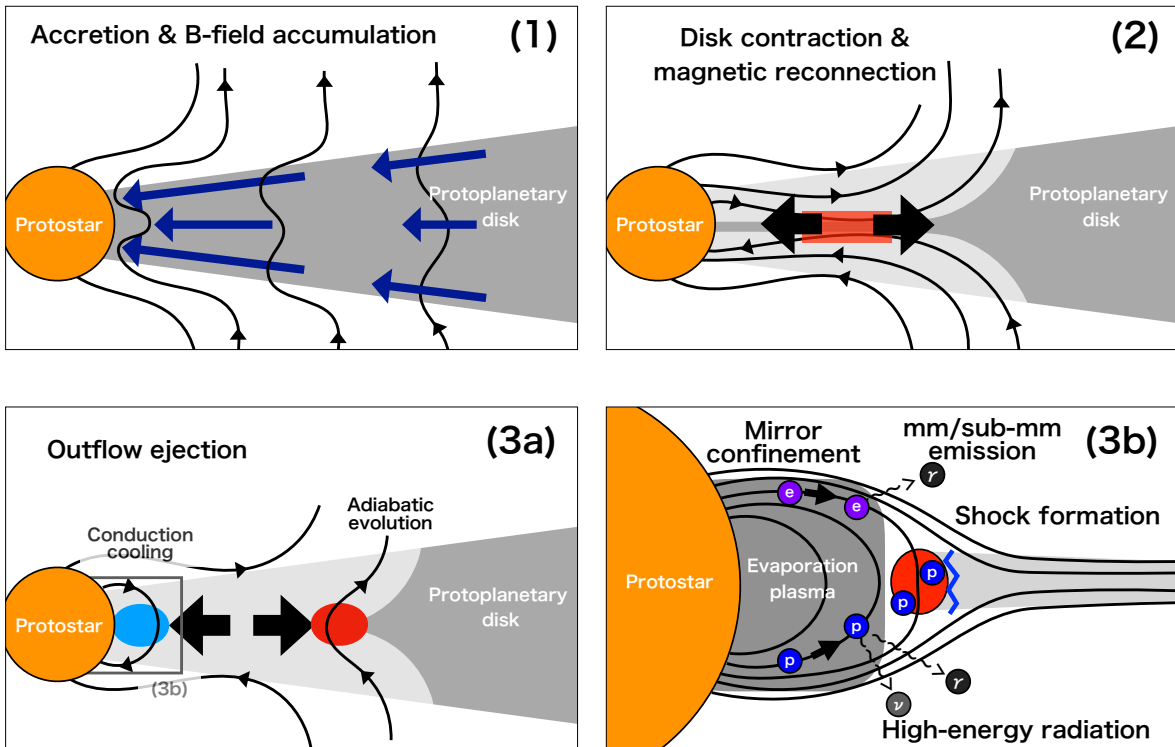 Accretion & B-field accumulation
(1)
Protostar
Protoplanetary
disk
Disk contraction &
magnetic reconnection
(2)
Protostar
Protoplanetary
disk
Outflow ejection
(3a)
Conduction
cooling
Adiabatic
evolution
Protostar
Protoplanetary
disk
(3b)
Mirror
confinement
mm/sub-mm
emission
(3b)
γ
e
e
Shock formation
Protostar
Evaporation
plasma
p
p
p
p
γ
ν
High-energy radiation